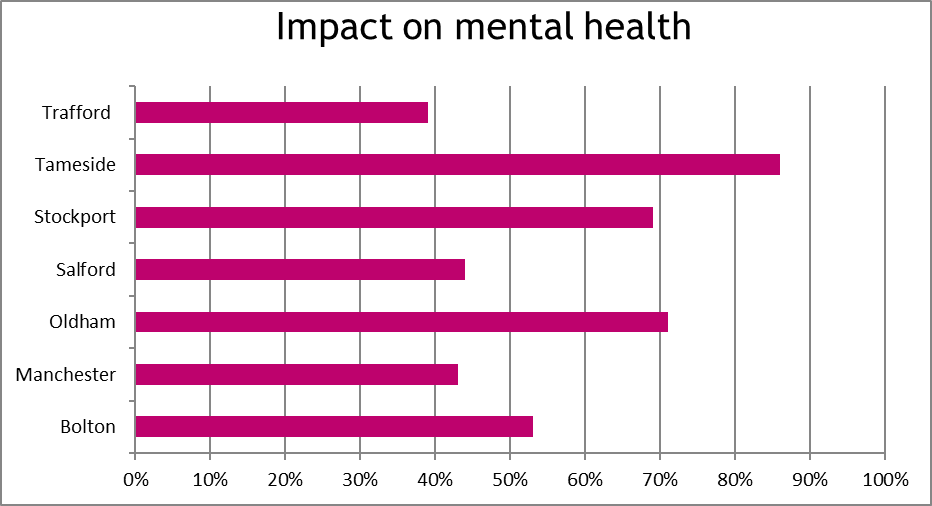 Impact on mental health
Trafford
Tameside
Stockport
Salford
Oldham
Manchester
Bolton
0% 10% 20% 30% 40% 50% 60% 70% 80% 90% 100%